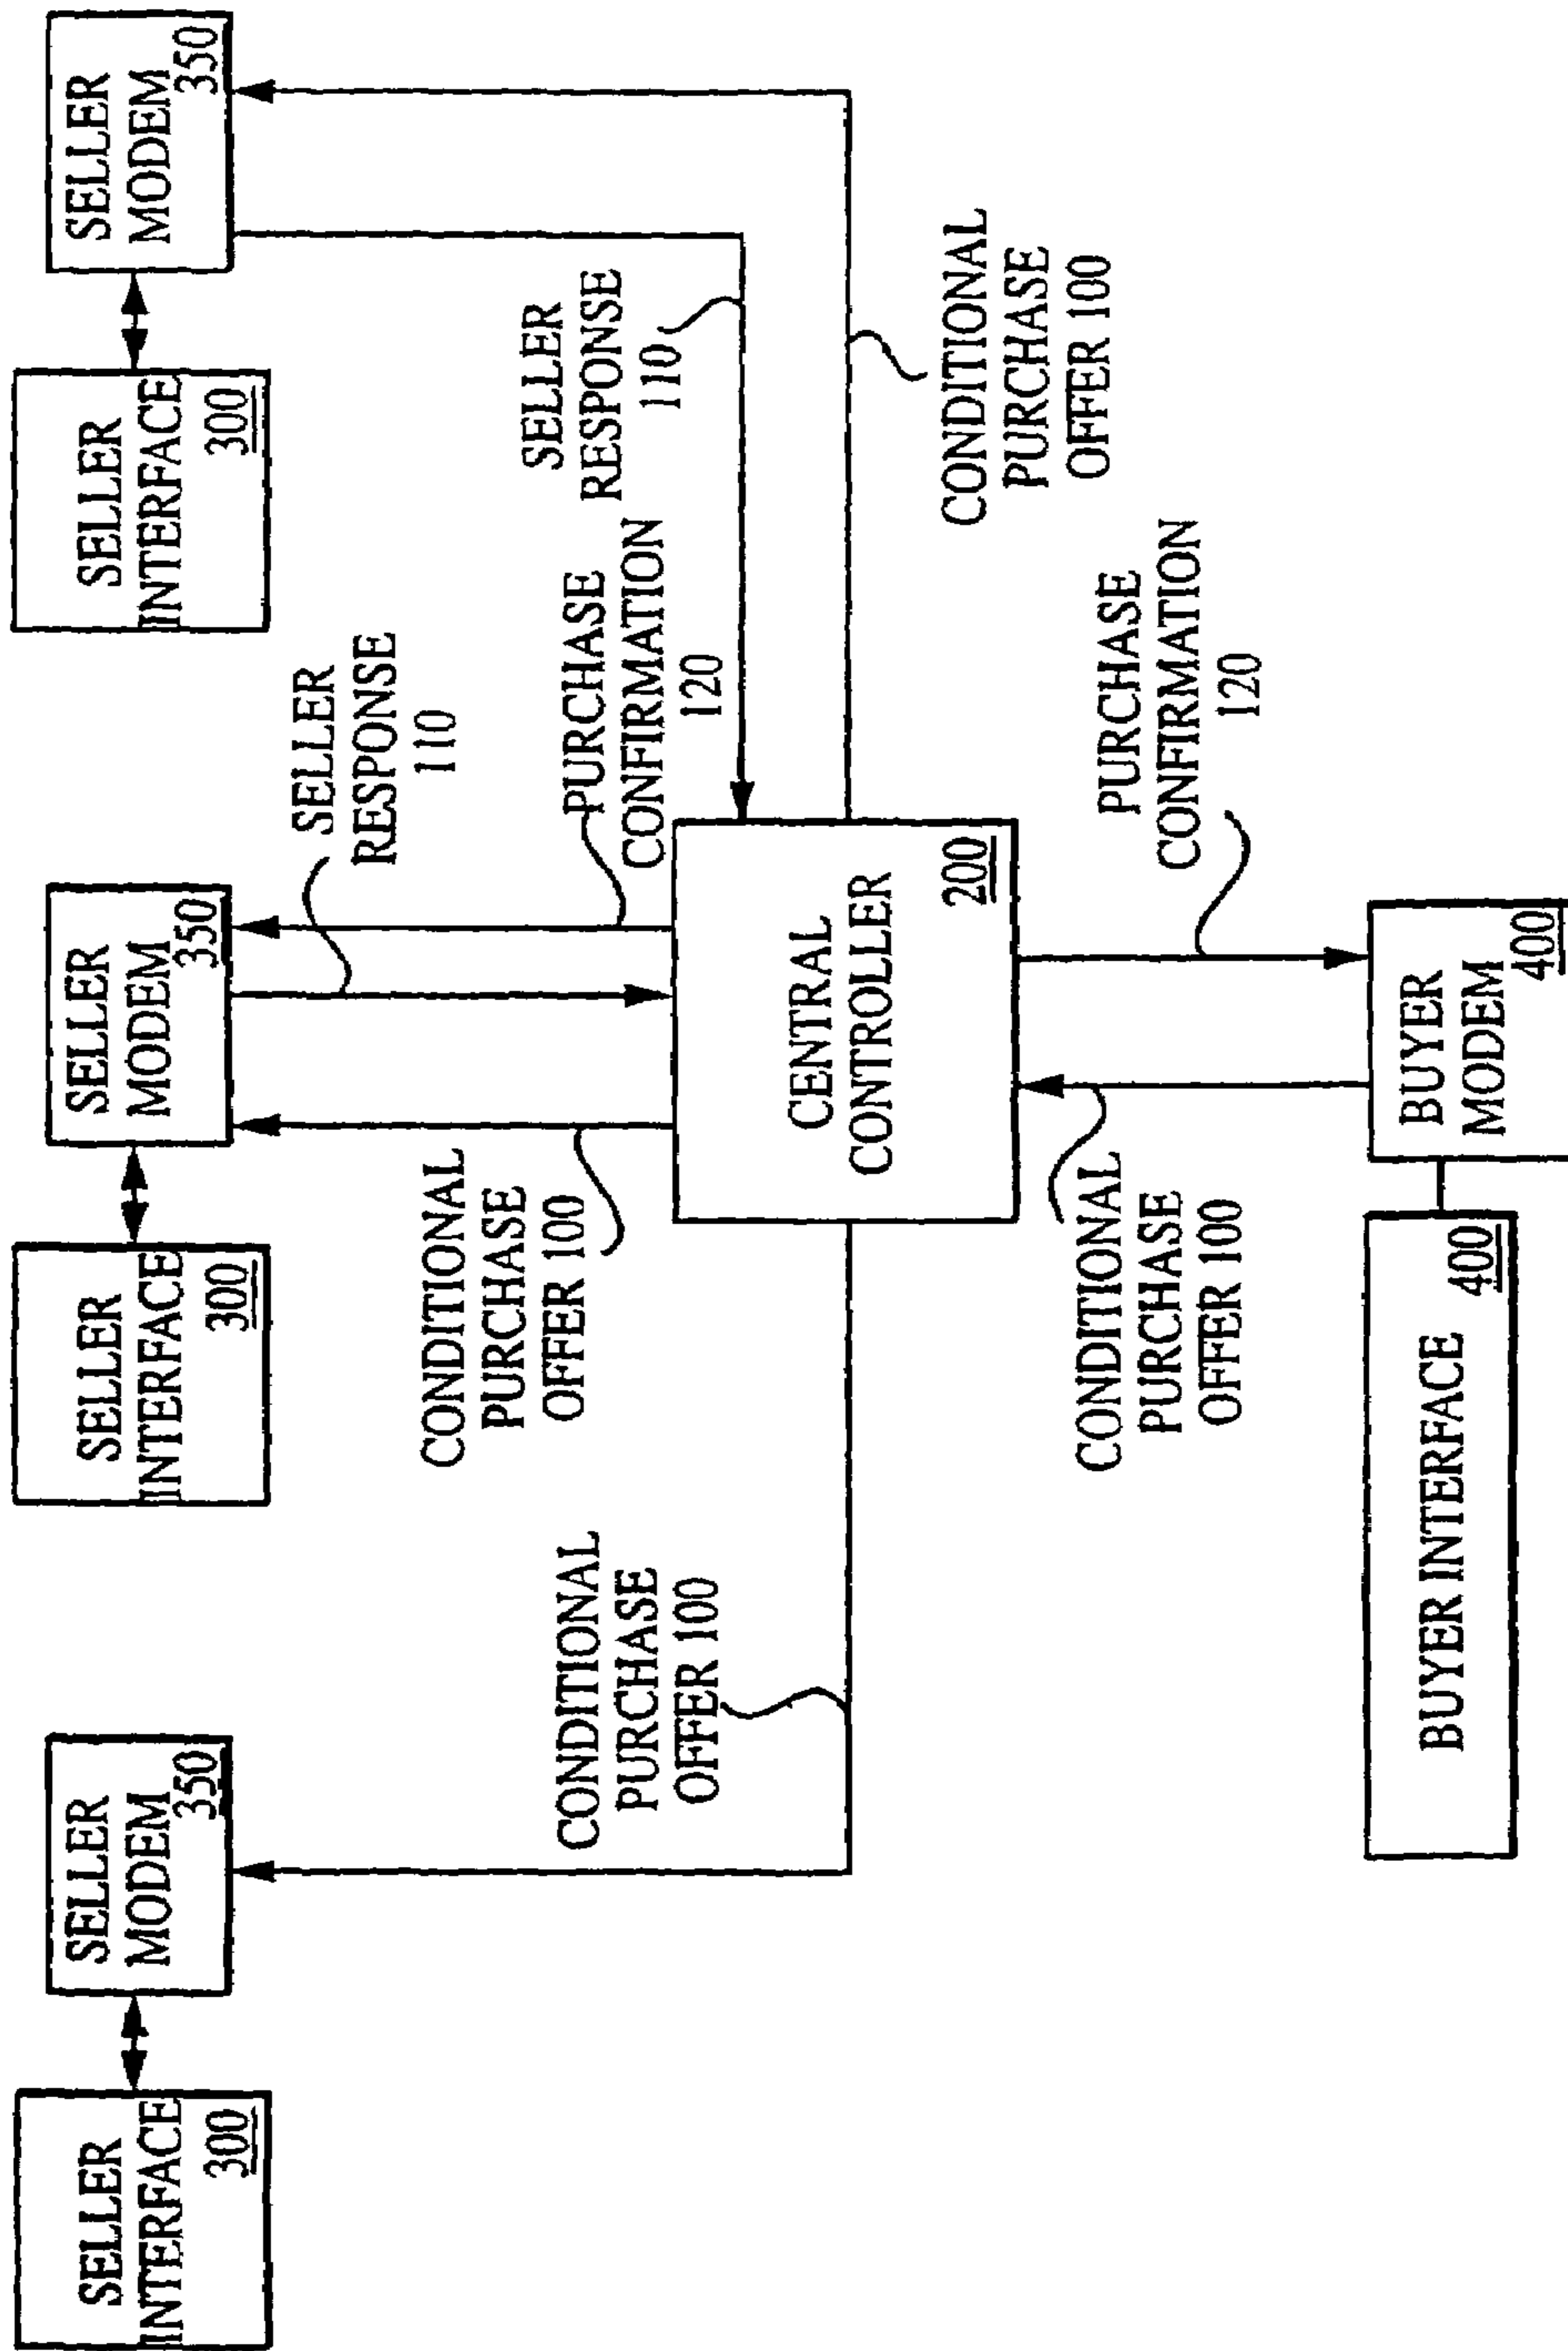 SELLER
INTERFACE
300
SELLER
MODEM
350
SELLER
INTERFACE
300
SELLER
MODEM
350
SELLER
INTERFACE
300
SELLER
MODEM
350
SELLER
RESPONSE
110
CONDITIONAL
PURCHASE
OFFER 100
SELLER
RESPONSE
110
CONDITIONAL
PURCHASE
OFFER 100
PURCHASE
CONFIRMATION
120
CENTRAL
CONTROLLER
200
CONDITIONAL
PURCHASE
OFFER 100
CONDITIONAL
PURCHASE
OFFER 100
PURCHASE
CONFIRMATION
120
BUYER INTERFACE
400
BUYER
MODEM
400